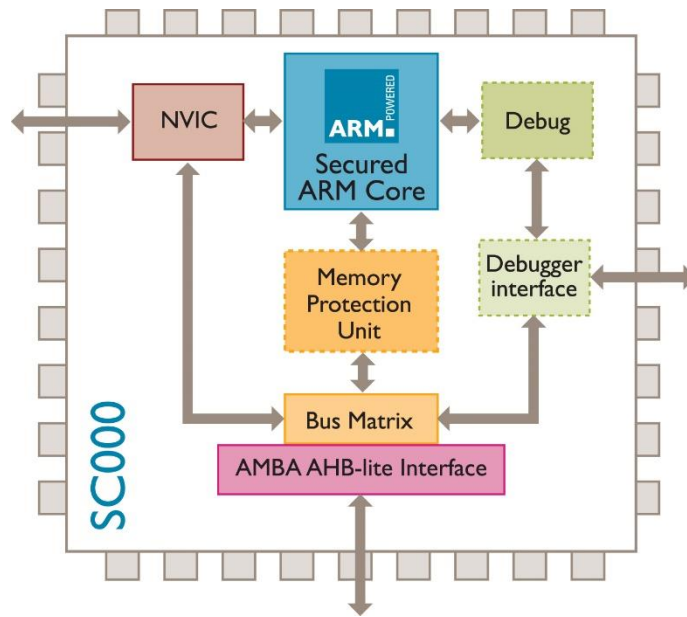 NVIC
ARM POWERED
Secured
ARM Core
Debug
Memory
Protection
Unit
Debugger
interface
Bus Matrix
AMBA AHB-lite Interface
SC000